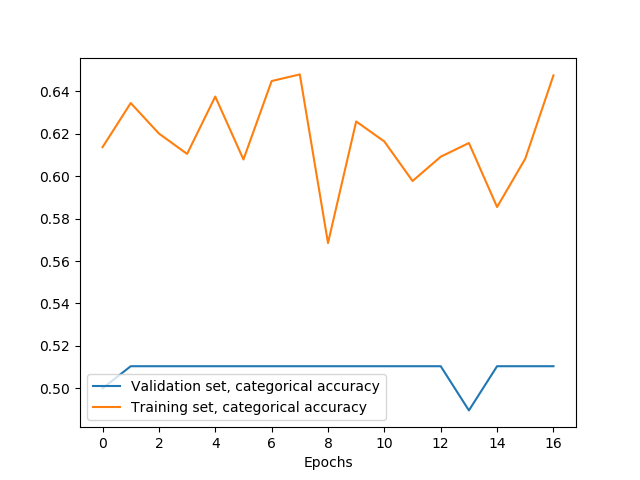 0.64
0.62
0.60
0.58
0.56
0.54
0.52
0.50
Validation set, categorical accuracy
Training set, categorical accuracy
0 2 4 6 8 10 12 14 16
Epochs